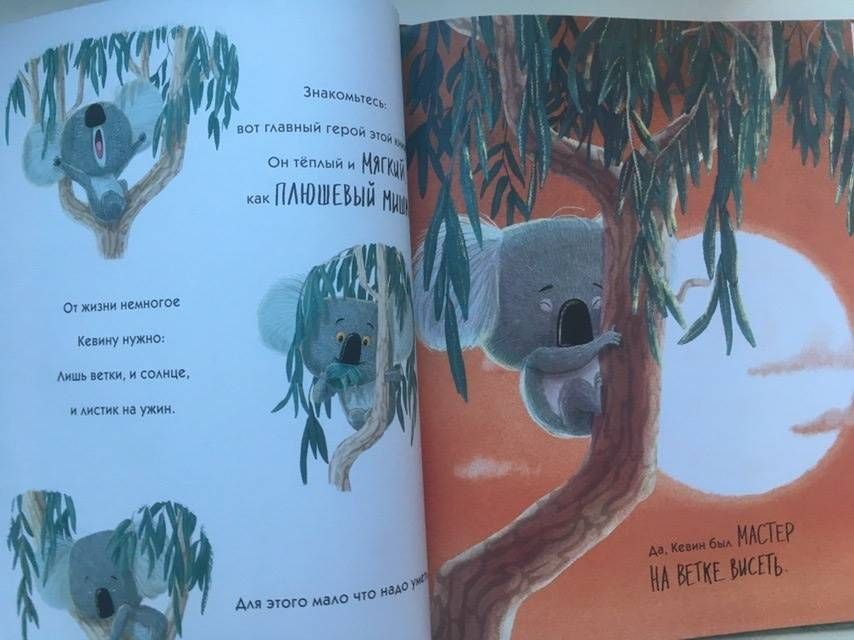 Знакомьтесь:
вот главный герой этой
Он тёплый и МЯГКИЙ
как ПЛЮШЕВЫЙ
От жизни немногое
Кевину нужно:
Лишь ветки, и солнце,
и листик на ужин.
Для этого мало что надо
Да, Кевин был МАСТЕР
НА ВЕТКЕ ВИСЕТЬ.